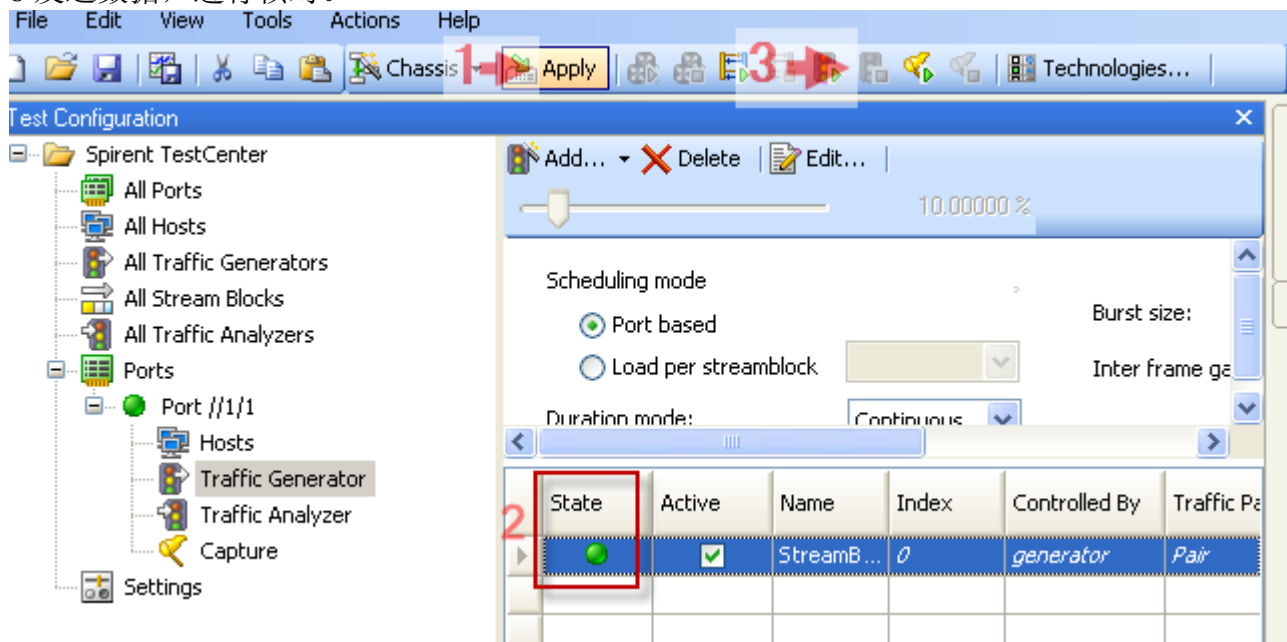 File Edit View Tools Actions Help
Chassis 1 Apply 3 Technologies...
Test Configuration
Spirent TestCenter
All Ports
All Hosts
All Traffic Generators
All Stream Blocks
All Traffic Analyzers
Ports
Port //1/1
Hosts
Traffic Generator
Traffic Analyzer
Capture
Settings
Add... Delete Edit...
10.00000 %
Scheduling mode
Port based
Load per streamblock
Burst size:
Inter frame ga
Duration mode:
Continuous
2
State Active Name Index Controlled By Traffic Pa
StreamB... 0 generator Pair